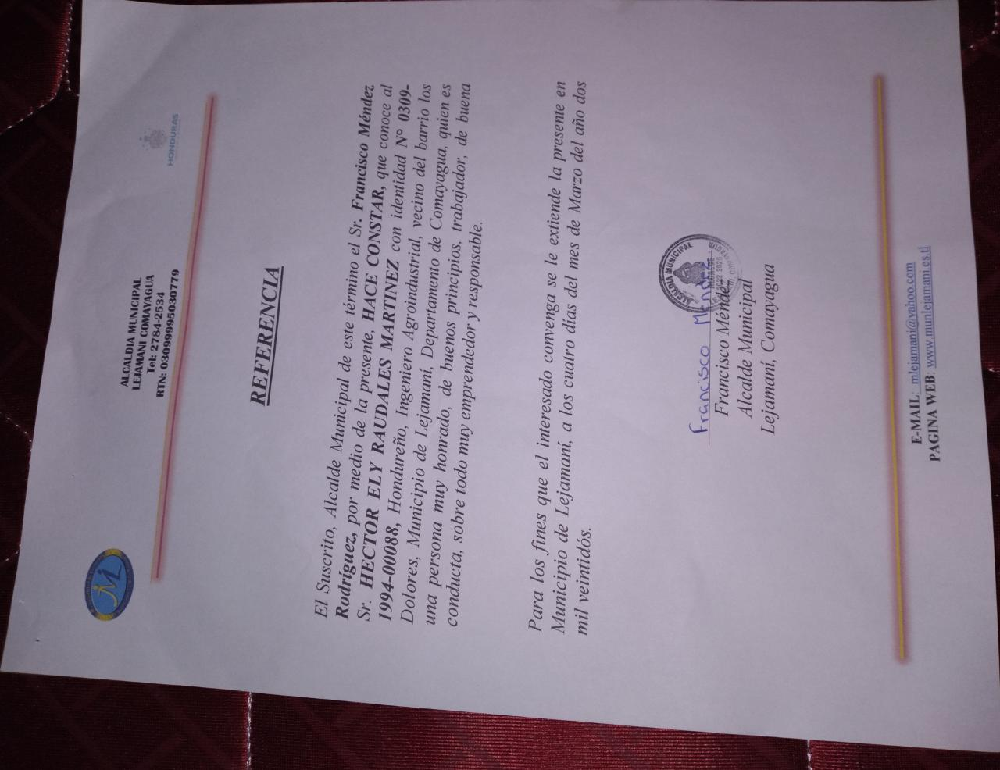 ALCALDIA MUNICIPAL
LEJAMANI COMAYAGUA
Tel: 2784-2534
RTN: 03099995030779
HONDURAS
REFERENCIA
El Suscrito, Alcalde Municipal de este término el Sr. Francisco Méndez
Rodríguez, por medio de la presente, HACE CONSTAR, que conoce al
Sr. HECTOR ELY RAUDALES MARTINEZ con identidad N° 0309-
1994-00088, Hondureño, Ingeniero Agroindustrial, vecino del barrio los
Dolores, Municipio de Lejamaní, Departamento de Comayagua, quien es
una persona muy honrado, de buenos principios, trabajador, de buena
conducta, sobre todo muy emprendedor y responsable.
Para los fines que el interesado convenga se le extiende la presente en
Municipio de Lejamaní, a los cuatro días del mes de Marzo del año dos
mil veintidós.
Francisco Mendez
ALCALDIA MUNICIPAL
Francisco Méndez
Alcalde Municipal
Lejamaní, Comayagua
E-MAIL: mlejamani@yahoo.com
PAGINA WEB: www.munlejamani.es.tl